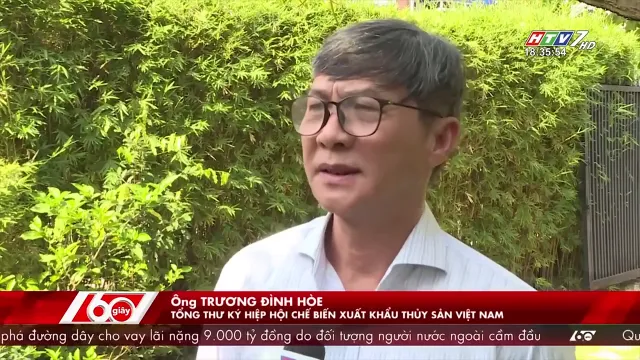 HTV7 HD
18:35:54
60 giây
Ông TRƯƠNG ĐÌNH HÒE
TỔNG THƯ KÝ HIỆP HỘI CHẾ BIẾN XUẤT KHẨU THỦY SẢN VIỆT NAM
phá đường dây cho vay lãi nặng 9.000 tỷ đồng do đối tượng người nước ngoài cầm đầu
60
Qu